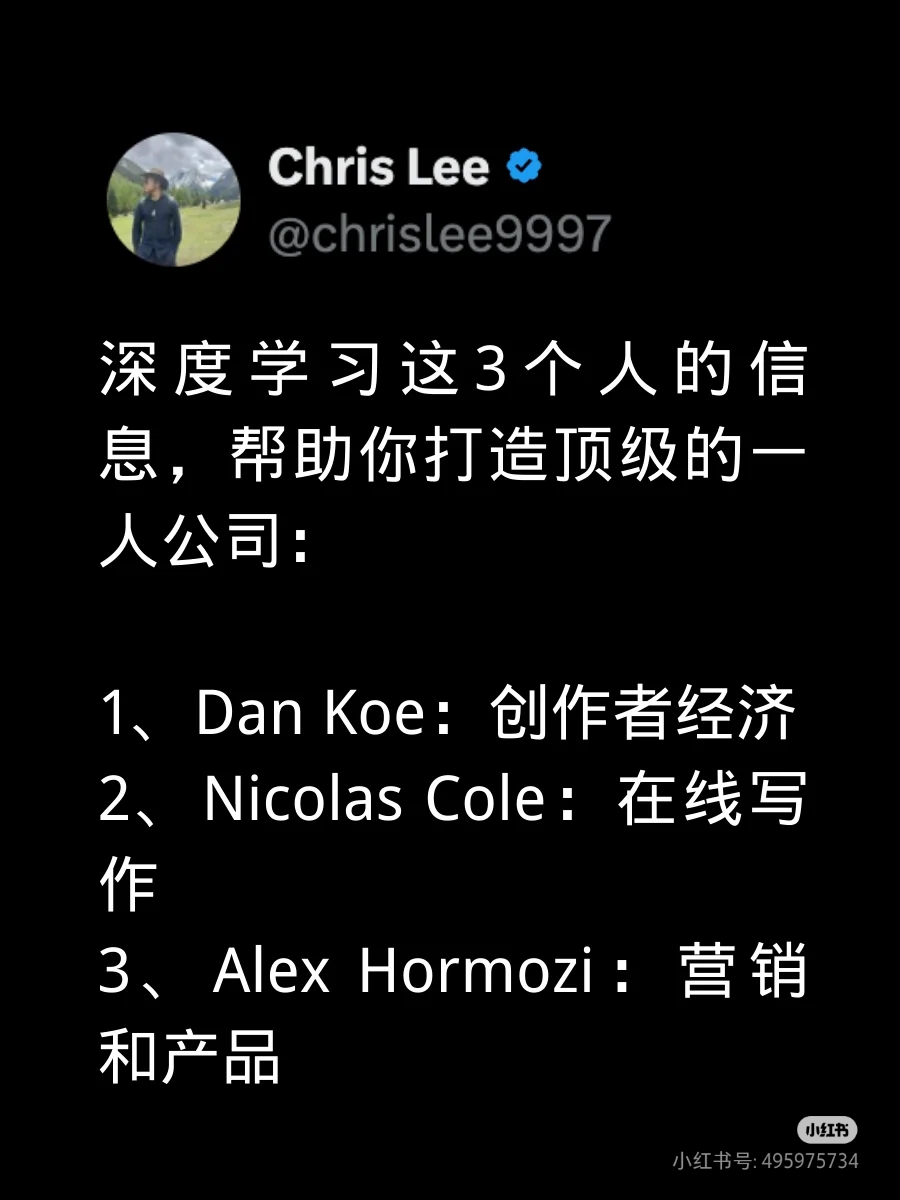 Chris Lee
@chrislee9997
深度学习这3个人的信
息，帮助你打造顶级的一
人公司：
1、Dan Koe：创作者经济
2、Nicolas Cole：在线写
作
3、Alex Hormozi：营销
和产品
小红书
小红书号: 495975734